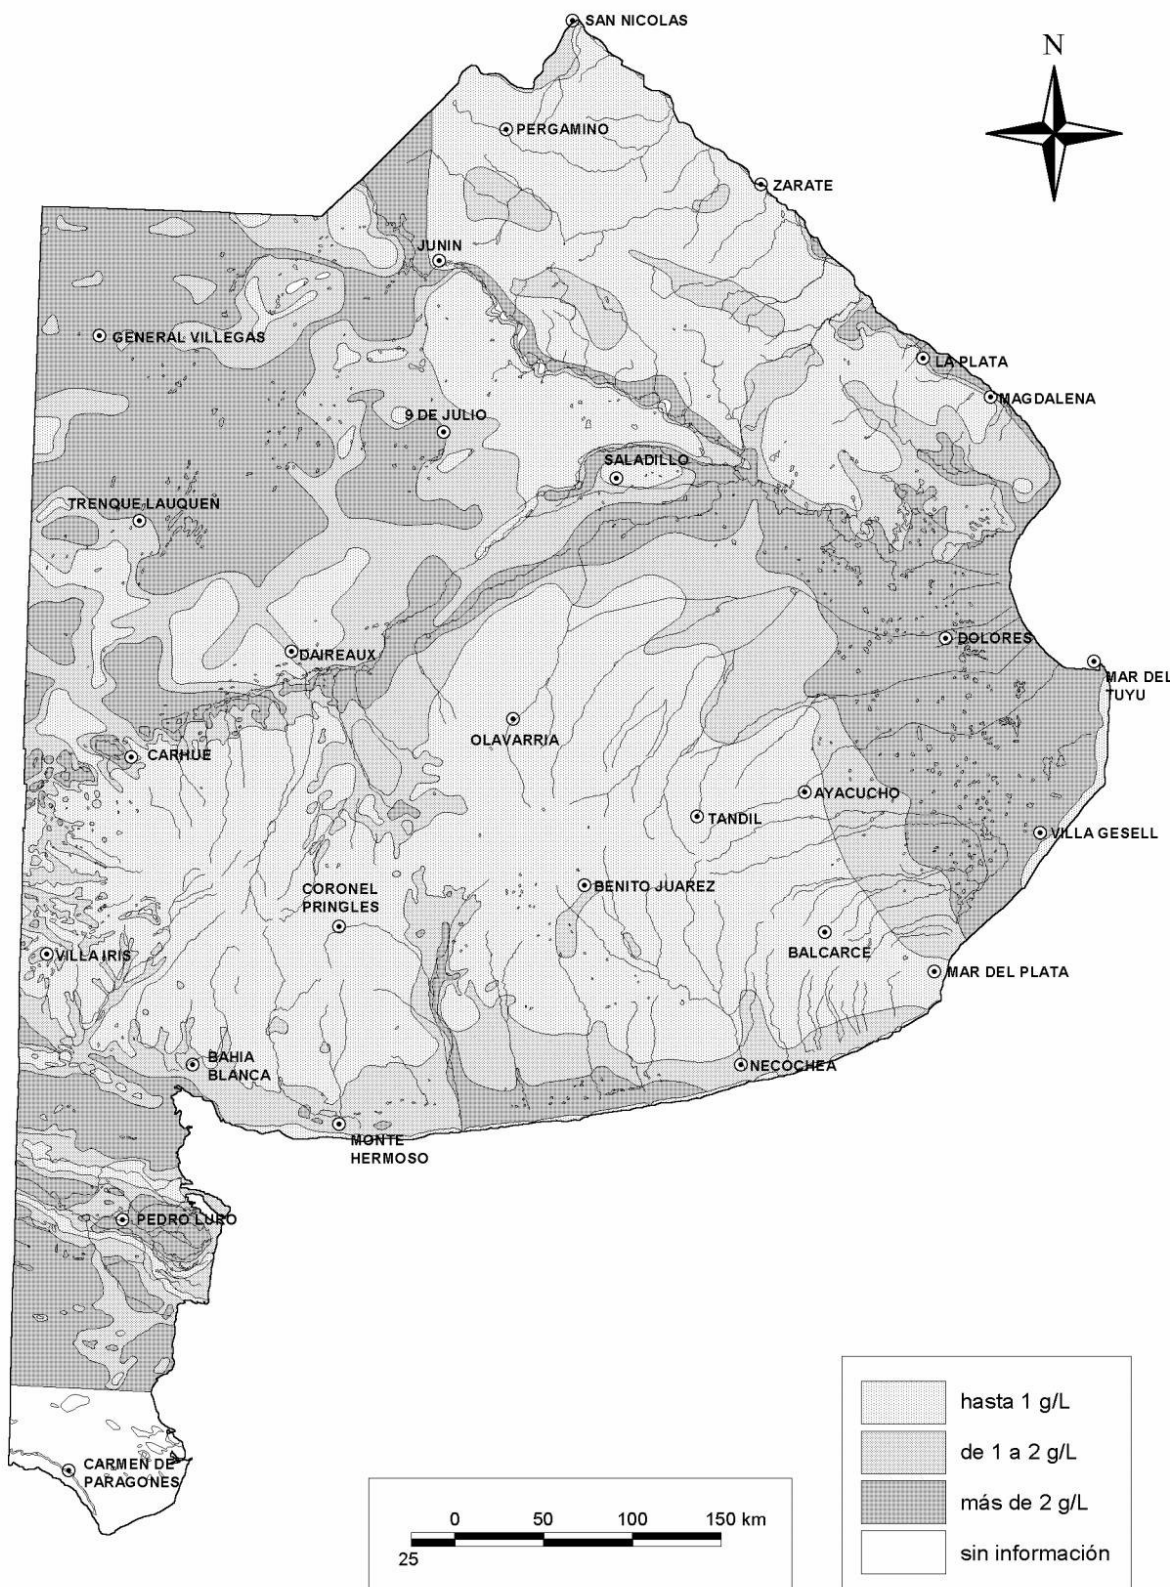 SAN NICOLAS
N
PERGAMINO
ZARATE
JUNIN
GENERAL VILLEGAS
LA PLATA
MAGDALENA
9 DE JULIO
SALADILLO
TRENQUE LAUQUEN
DOLORES
DAIREAUX
MAR DEL
TUYU
OLAVARRIA
CARHUE
AYACUCHO
TANDIL
VILLA GESELL
BENITO JUAREZ
CORONEL
PRINGLES
BALCARCE
VILLA IRIS
MAR DEL PLATA
BAHIA
BLANCA
NECOCHEA
MONTE
HERMOSO
PEDRO LURO
CARMEN DE
PARAGONES
hasta 1 g/L
de 1 a 2 g/L
más de 2 g/L
sin información
0 50 100 150 km
25